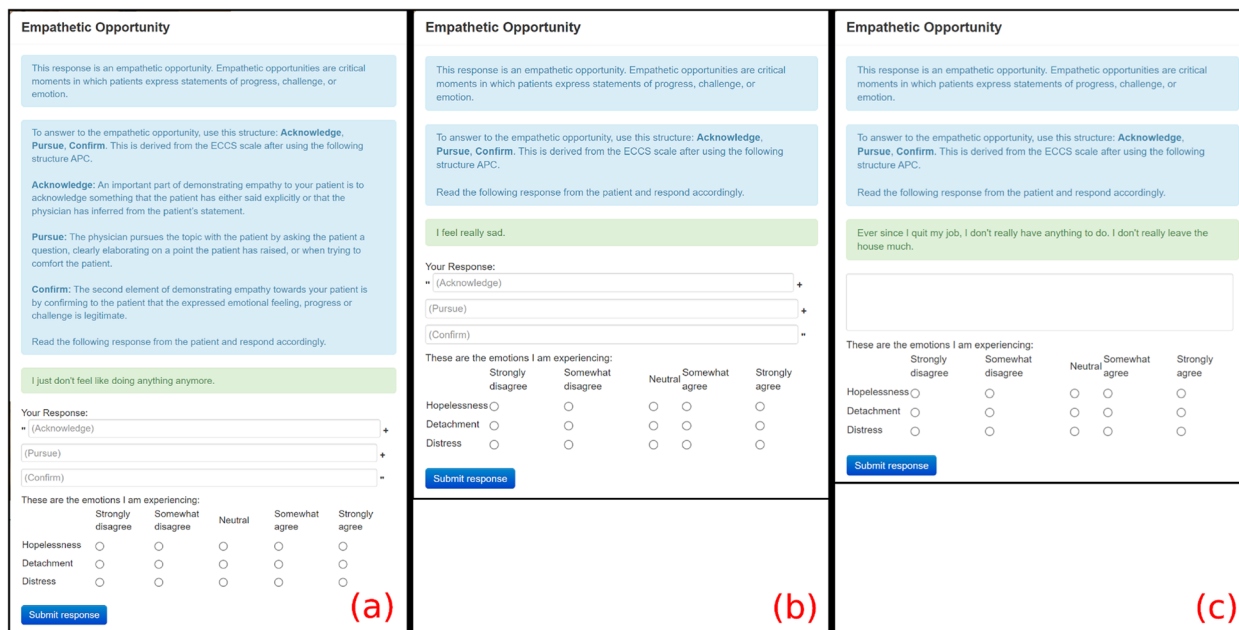 Empathetic Opportunity
This response is an empathetic opportunity. Empathetic opportunities are critical
moments in which patients express statements of progress, challenge, or
emotion.
To answer to the empathetic opportunity, use this structure: Acknowledge,
Pursue, Confirm. This is derived from the ECCS scale after using the following
structure APC.
Acknowledge: An important part of demonstrating empathy to your patient is to
acknowledge something that the patient has either said explicitly or that the
physician has inferred from the patient's statement.
Pursue: The physician pursues the topic with the patient by asking the patient a
question, clearly elaborating on a point the patient has raised, or when trying to
comfort the patient.
Confirm: The second element of demonstrating empathy towards your patient is
by confirming to the patient that the expressed emotional feeling, progress or
challenge is legitimate.
Read the following response from the patient and respond accordingly.
I just don't feel like doing anything anymore.
Your Response:
" (Acknowledge) +
(Pursue) +
(Confirm) "
These are the emotions I am experiencing:
Strongly disagree Somewhat disagree Neutral Somewhat agree Strongly agree
Hopelessness
Detachment
Distress
Submit response
(a)
Empathetic Opportunity
This response is an empathetic opportunity. Empathetic opportunities are critical
moments in which patients express statements of progress, challenge, or
emotion.
To answer to the empathetic opportunity, use this structure: Acknowledge,
Pursue, Confirm. This is derived from the ECCS scale after using the following
structure APC.
Read the following response from the patient and respond accordingly.
I feel really sad.
Your Response:
" (Acknowledge) +
(Pursue) +
(Confirm) "
These are the emotions I am experiencing:
Strongly disagree Somewhat disagree Neutral Somewhat agree Strongly agree
Hopelessness
Detachment
Distress
Submit response
(b)
Empathetic Opportunity
This response is an empathetic opportunity. Empathetic opportunities are critical
moments in which patients express statements of progress, challenge, or
emotion.
To answer to the empathetic opportunity, use this structure: Acknowledge,
Pursue, Confirm. This is derived from the ECCS scale after using the following
structure APC.
Read the following response from the patient and respond accordingly.
Ever since I quit my job, I don't really have anything to do. I don't really leave the
house much.
These are the emotions I am experiencing:
Strongly disagree Somewhat disagree Neutral Somewhat agree Strongly agree
Hopelessness
Detachment
Distress
Submit response
(c)